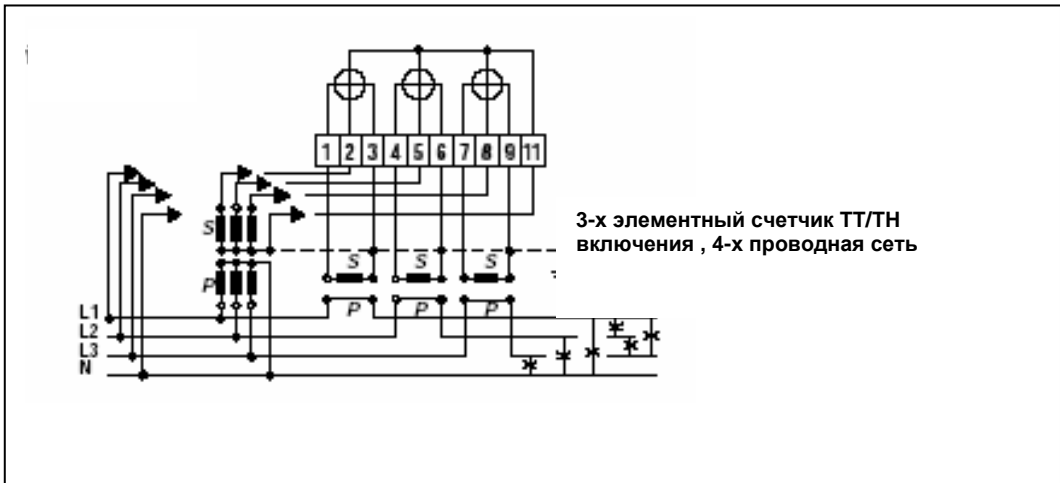 1 2 3 4 5 6 7 8 9 11
S
P
S S S
P P P
L1
L2
L3
N
3-х элементный счетчик ТТ/ТН
включения , 4-х проводная сеть